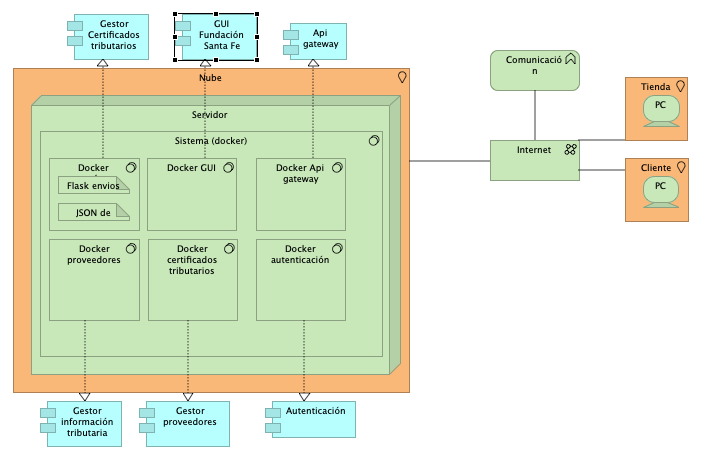 Gestor
Certificados
tributarios
GUI
Fundación
Santa Fe
Api
gateway
Nube
Servidor
Sistema (docker)
Docker
Flask envios
JSON de
Docker GUI
Docker Api
gateway
Docker
proveedores
Docker
certificados
tributarios
Docker
autenticación
Gestor
información
tributaria
Gestor
proveedores
Autenticación
Comunicació
n
Internet
Tienda
PC
Cliente
PC